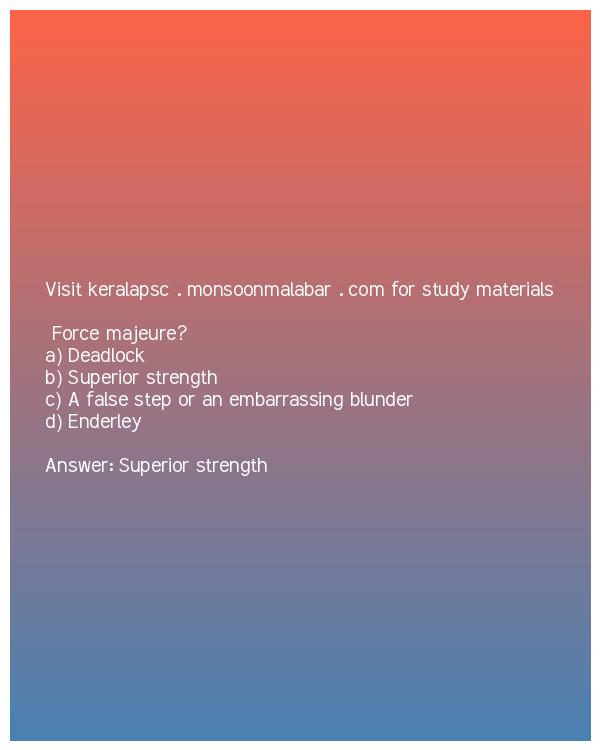 Visit keralapsc . monsoonmalabar . com for study materials
Force majeure?
a) Deadlock
b) Superior strength
c) A false step or an embarrassing blunder
d) Enderley
Answer: Superior strength